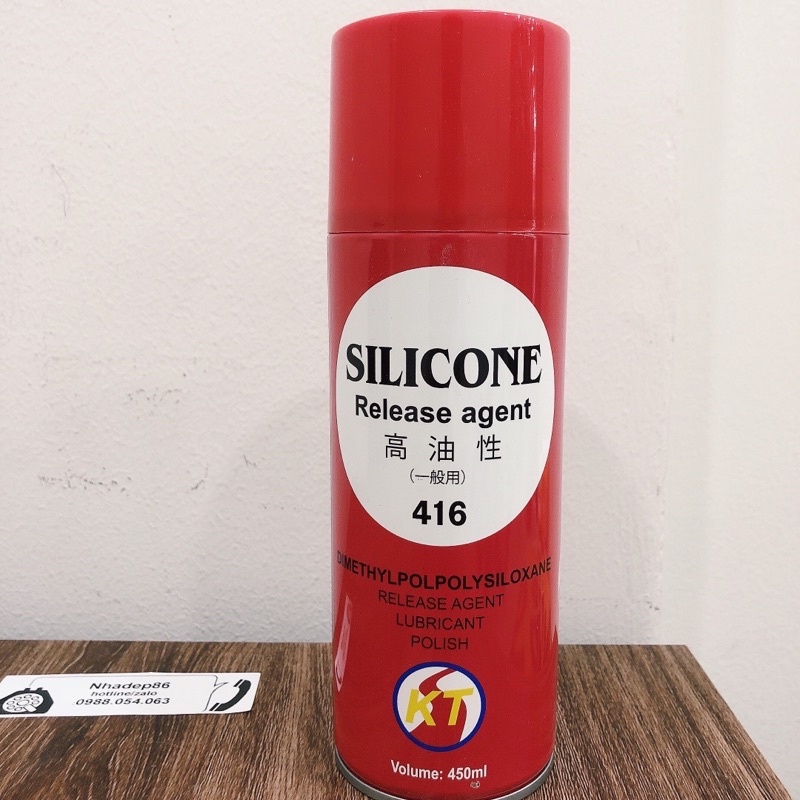 SILICONE
Release agent
高油性
(一般用)
416
DIMETHYLPOLPOLYSILOXANE
RELEASE AGENT
LUBRICANT
POLISH
KT
Volume: 450ml
Nhadep86
hotline/zalo
0988.054.063